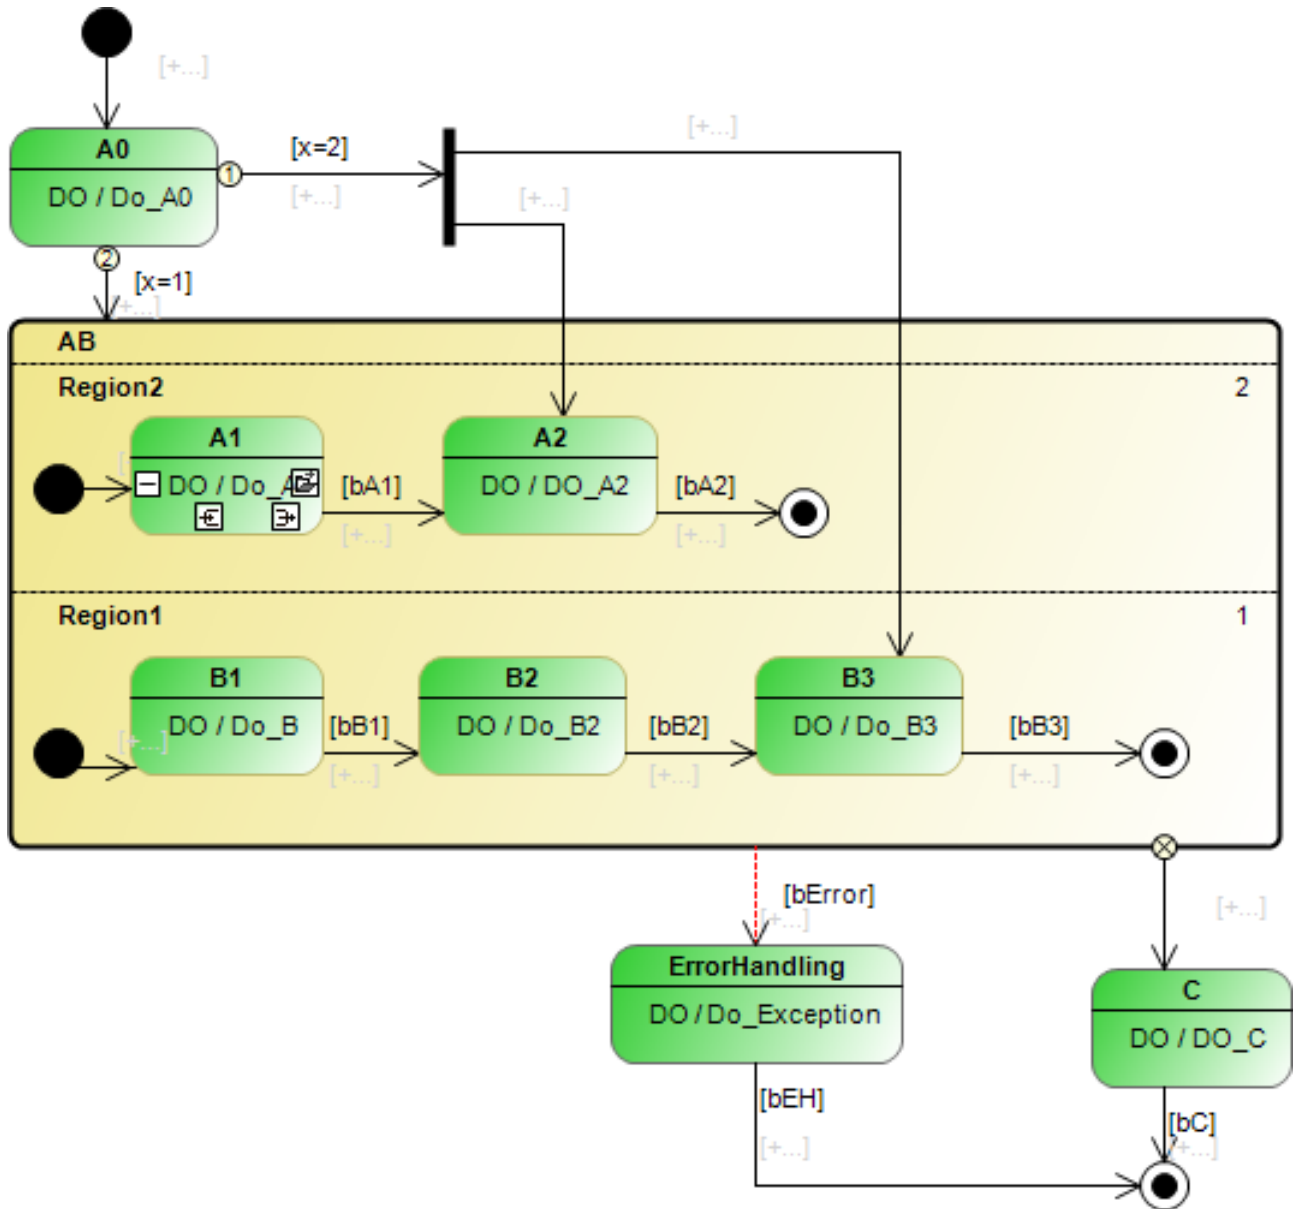 [+...]
[+...]
A0
[x=2]
1
DO / Do_A0
[+...]
[+...]
2
[x=1]
[+...]
AB
Region2
2
A1
A2
[
DO / Do_A
[bA1]
DO / DO_A2
[bA2]
[+...]
[+...]
Region1
1
B1
B2
B3
[+...]
DO / Do_B
[bB1]
DO / Do_B2
[bB2]
DO / Do_B3
[bB3]
[+...]
[+...]
[+...]
[bError]
[+...]
[+...]
ErrorHandling
DO / Do_Exception
C
DO / DO_C
[bEH]
[bC]
[+...]
[+...]